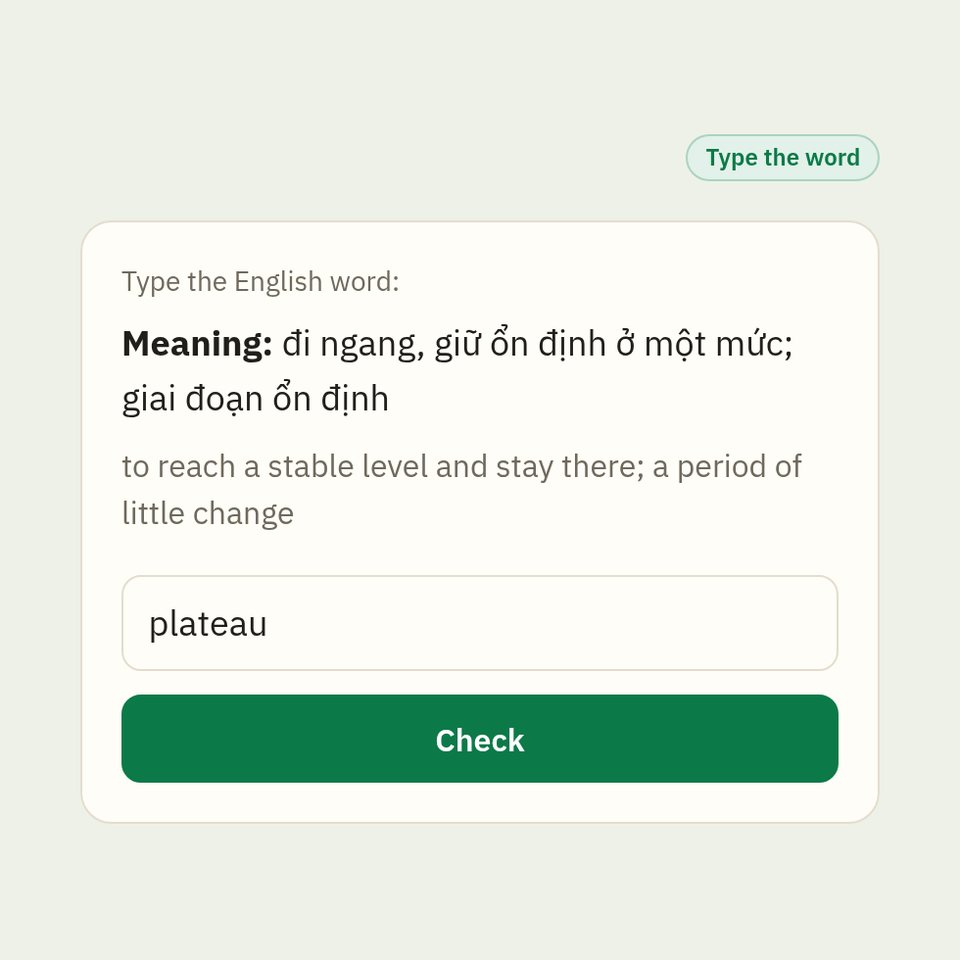 Type the word
Type the English word:
Meaning: đi ngang, giữ ổn định ở một mức;
giai đoạn ổn định
to reach a stable level and stay there; a period of
little change
plateau
Check